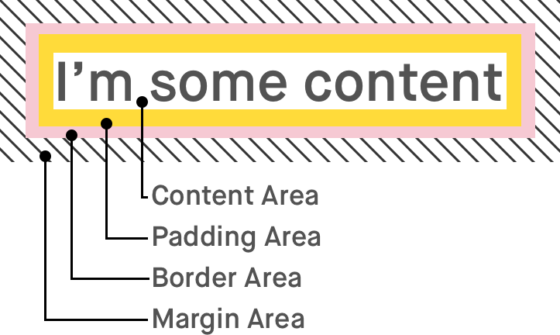 I’m some content
Content Area
Padding Area
Border Area
Margin Area